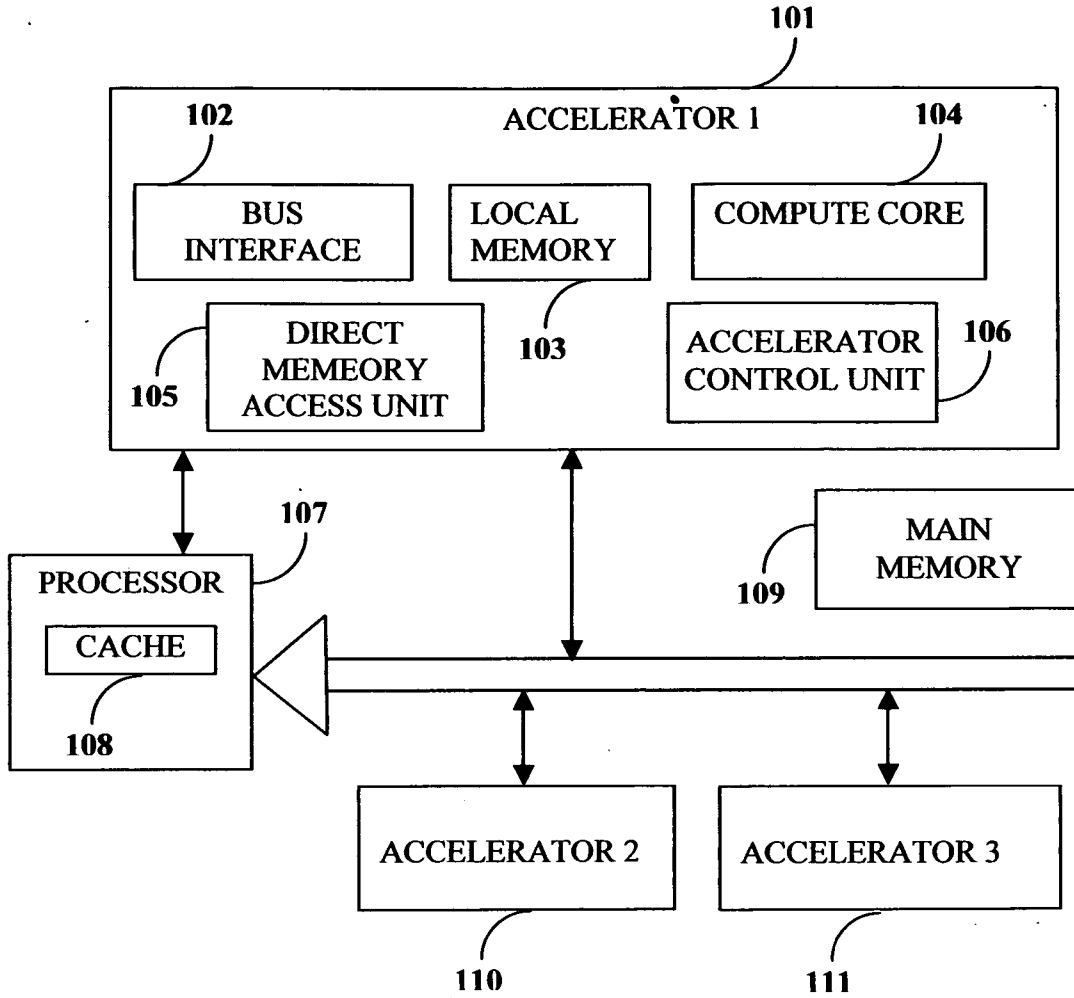 101
ACCELERATOR 1
102
104
BUS
INTERFACE
LOCAL
MEMORY
COMPUTE CORE
103
105
DIRECT
MEMEORY
ACCESS UNIT
ACCELERATOR
CONTROL UNIT
106
107
PROCESSOR
CACHE
108
MAIN
MEMORY
109
ACCELERATOR 2
110
ACCELERATOR 3
111